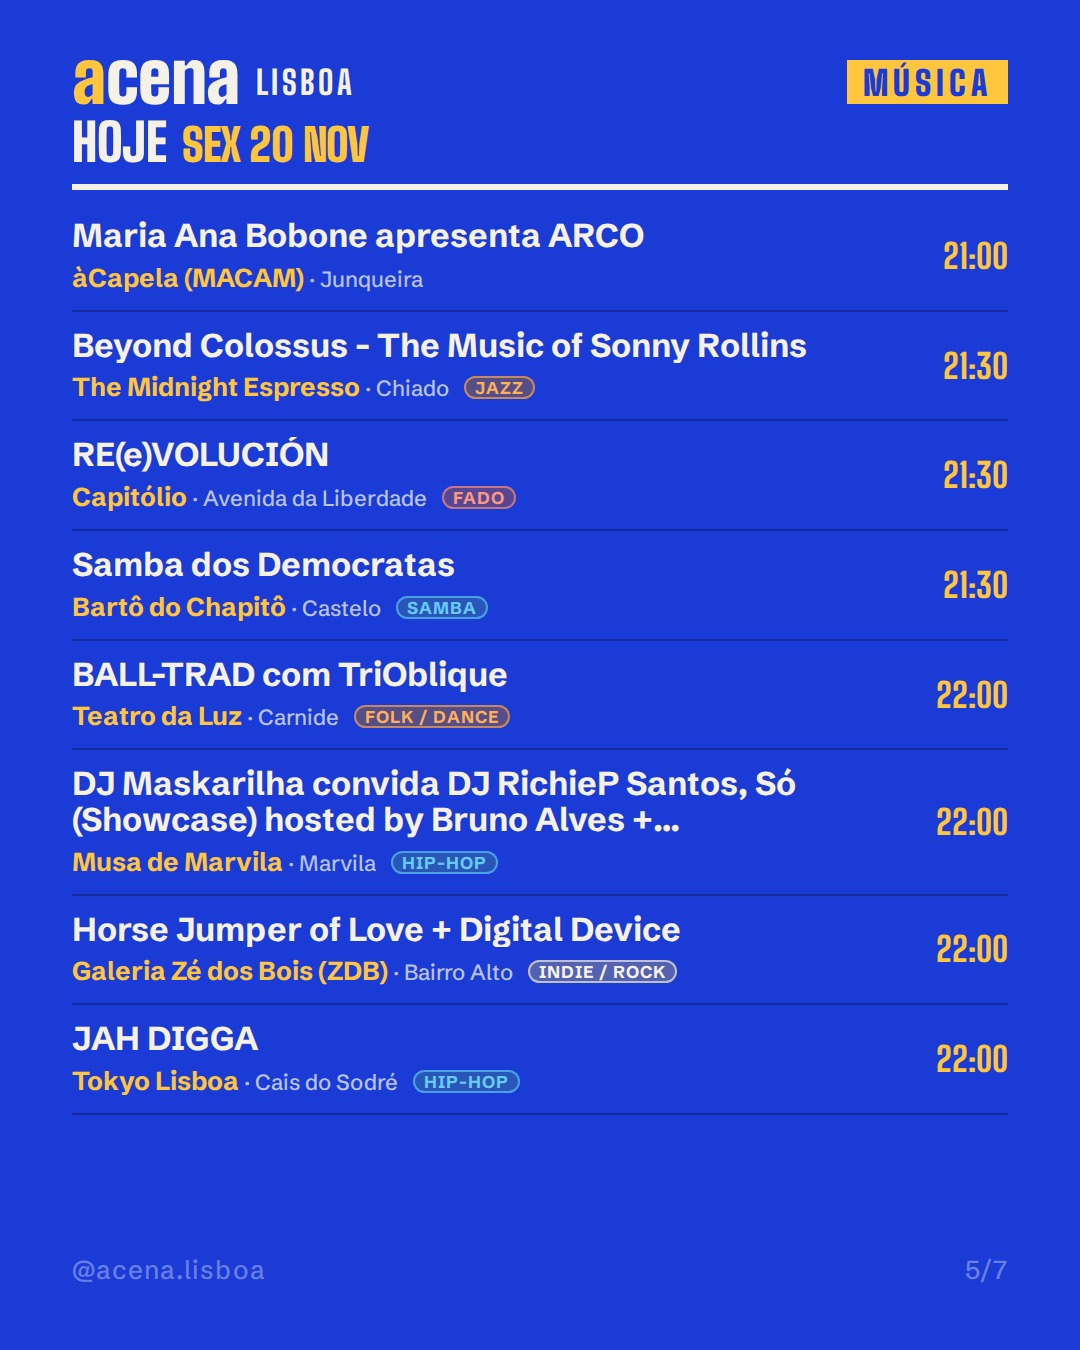 acena LISBOA
MÚSICA
HOJE SEX 20 NOV
Maria Ana Bobone apresenta ARCO
àCapela (MACAM) · Junqueira
21:00
Beyond Colossus - The Music of Sonny Rollins
The Midnight Espresso · Chiado JAZZ
21:30
RE(e)VOLUCIÓN
Capitólio · Avenida da Liberdade FADO
21:30
Samba dos Democratas
Bartô do Chapitô · Castelo SAMBA
21:30
BALL-TRAD com TriOblique
Teatro da Luz · Carnide FOLK / DANCE
22:00
DJ Maskarilha convida DJ RichieP Santos, Só
(Showcase) hosted by Bruno Alves +...
Musa de Marvila · Marvila HIP-HOP
22:00
Horse Jumper of Love + Digital Device
Galeria Zé dos Bois (ZDB) · Bairro Alto INDIE / ROCK
22:00
JAH DIGGA
Tokyo Lisboa · Cais do Sodré HIP-HOP
22:00
@acena.lisboa
5/7